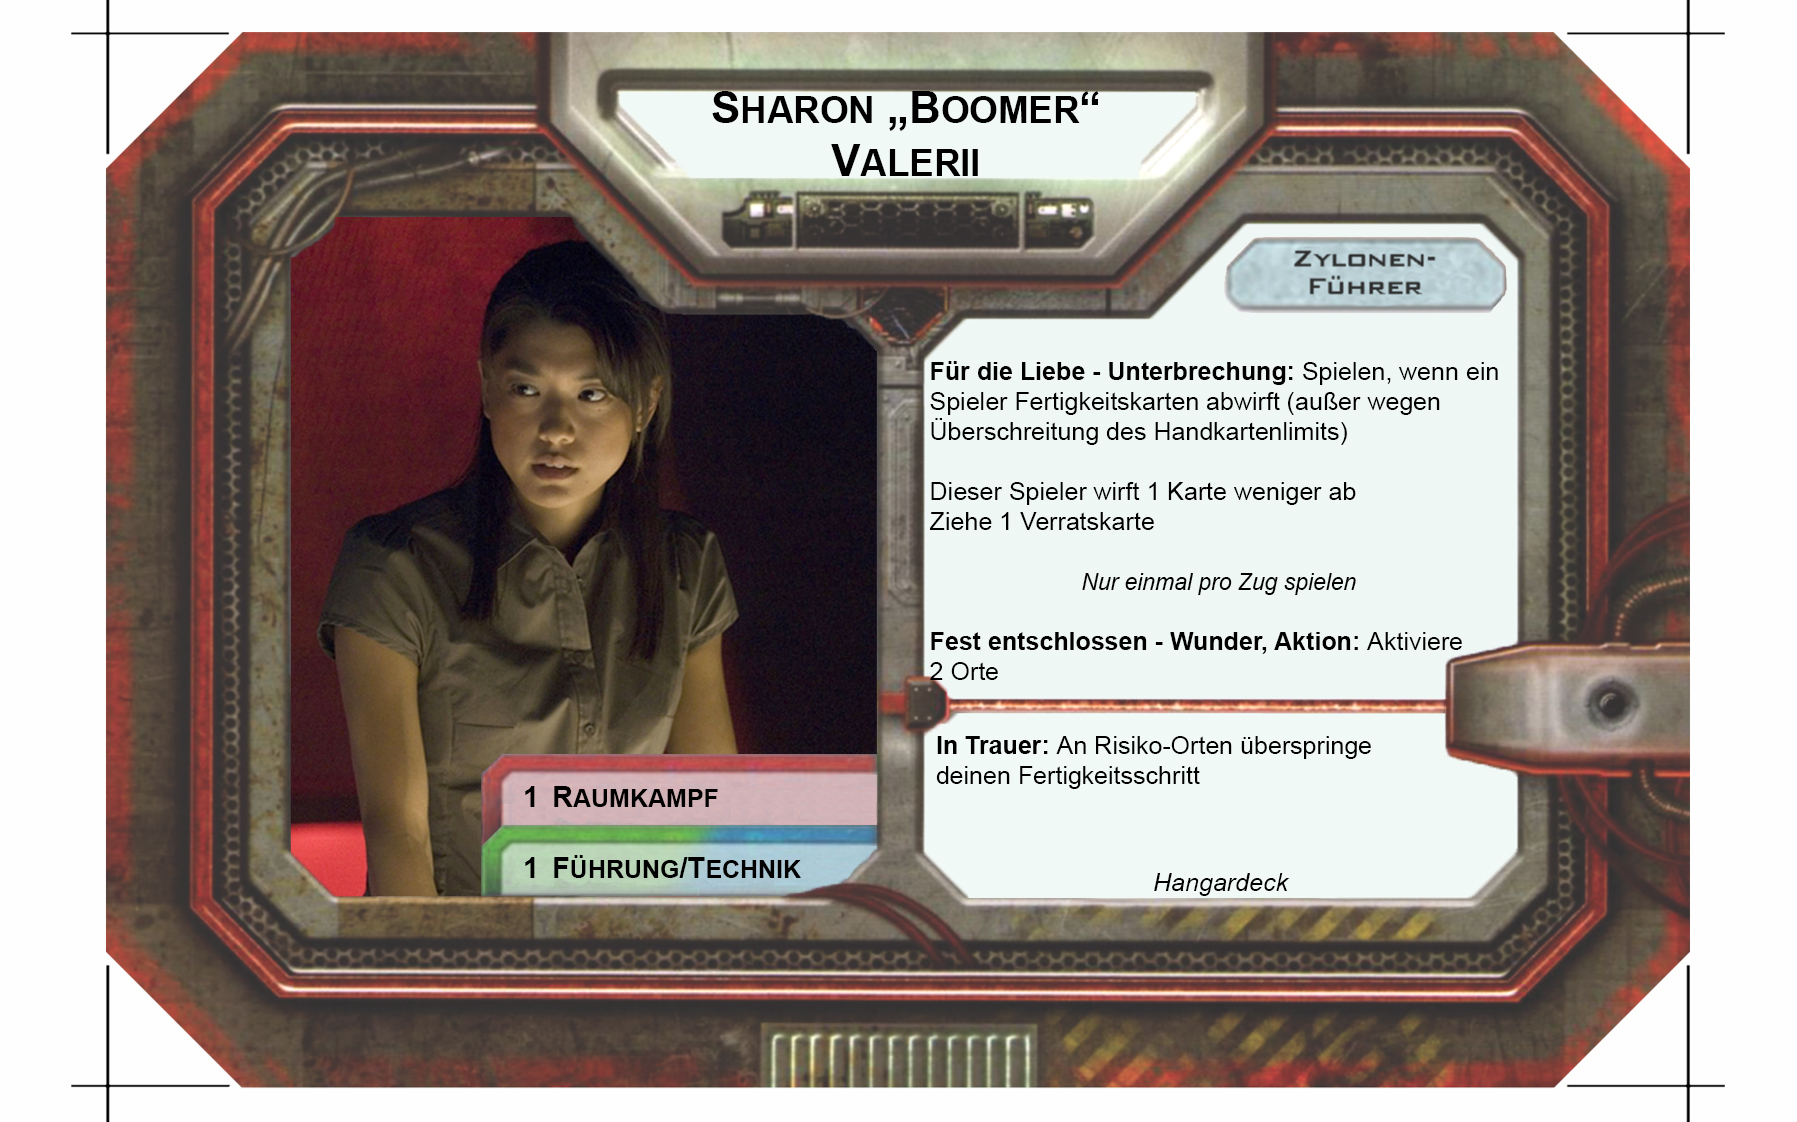 SHARON „BOOMER“
VALERII
ZYLONEN-
FÜHRER
Für die Liebe - Unterbrechung: Spielen, wenn ein
Spieler Fertigkeitskarten abwirft (außer wegen
Überschreitung des Handkartenlimits)
Dieser Spieler wirft 1 Karte weniger ab
Ziehe 1 Verratskarte
Nur einmal pro Zug spielen
Fest entschlossen - Wunder, Aktion: Aktiviere
2 Orte
In Trauer: An Risiko-Orten überspringe
deinen Fertigkeitsschritt
Hangardeck
1 RAUMKAMPF
1 FÜHRUNG/TECHNIK